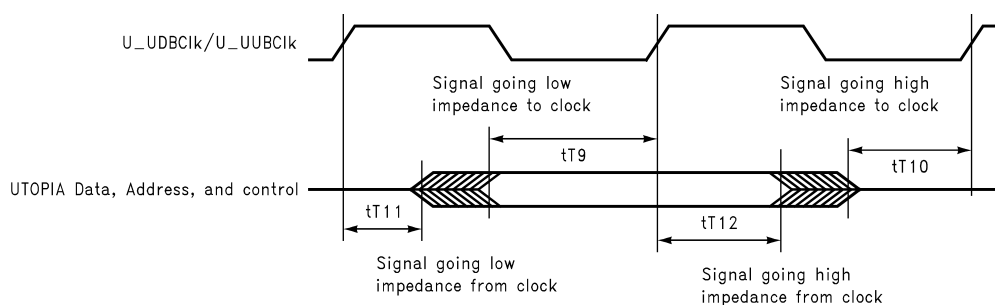 U_UDBClk/U_UUBClk
Signal going low
impedance to clock
Signal going high
impedance to clock
tT9
tT10
UTOPIA Data, Address, and control
tT11
tT12
Signal going low
impedance from clock
Signal going high
impedance from clock